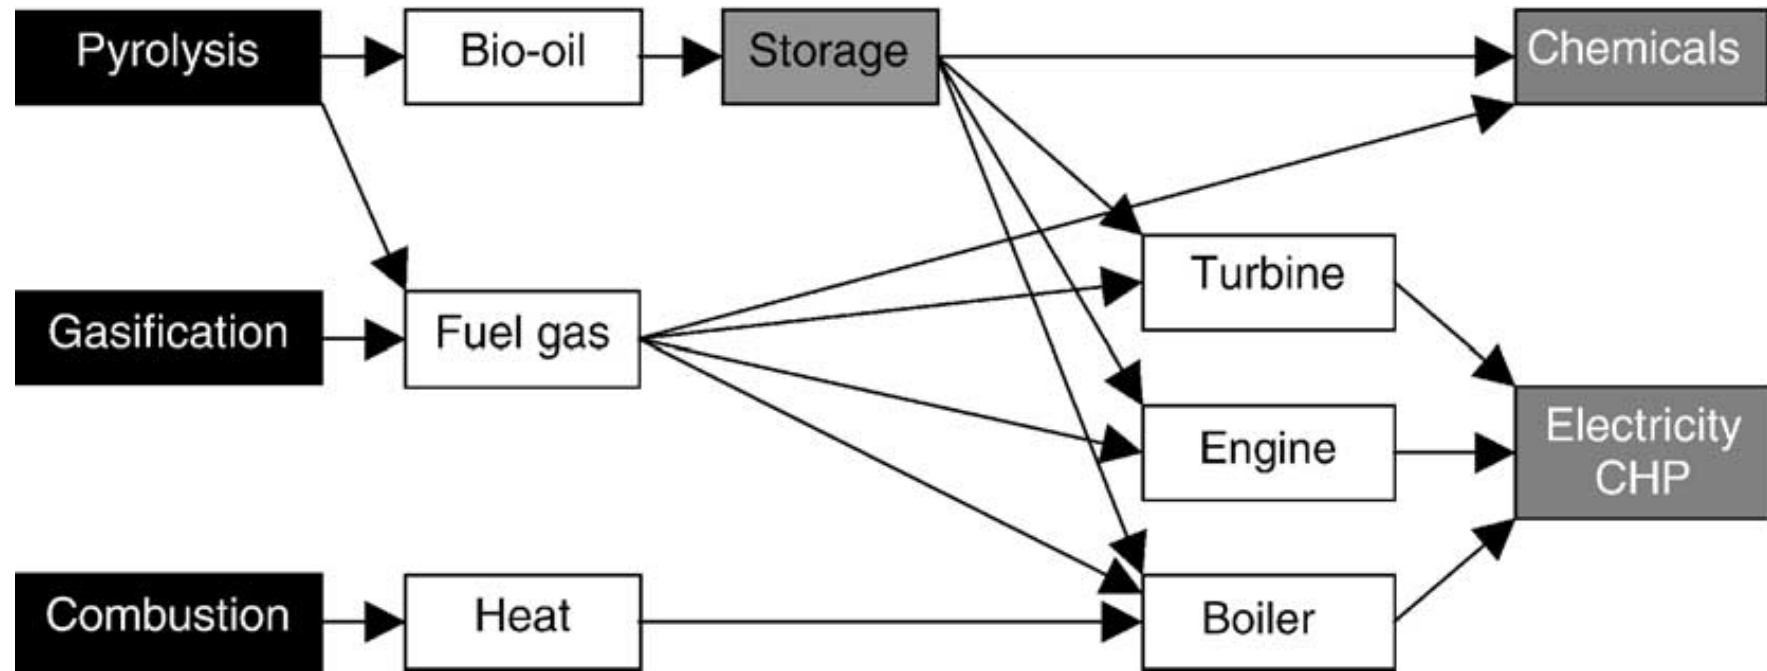 Pyrolysis
Bio-oil
Storage
Chemicals
Turbine
Gasification
Fuel gas
Engine
Electricity
CHP
Combustion
Heat
Boiler